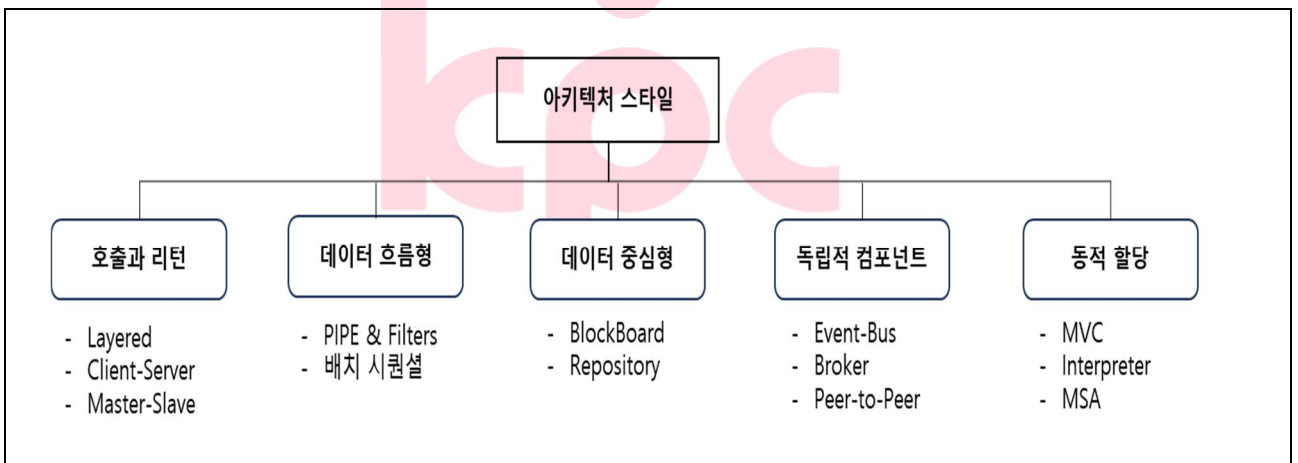 kpc
아키텍처 스타일
호출과 리턴
- Layered
- Client-Server
- Master-Slave
데이터 흐름형
- PIPE & Filters
- 배치 시퀀셜
데이터 중심형
- BlockBoard
- Repository
독립적 컴포넌트
- Event-Bus
- Broker
- Peer-to-Peer
동적 할당
- MVC
- Interpreter
- MSA